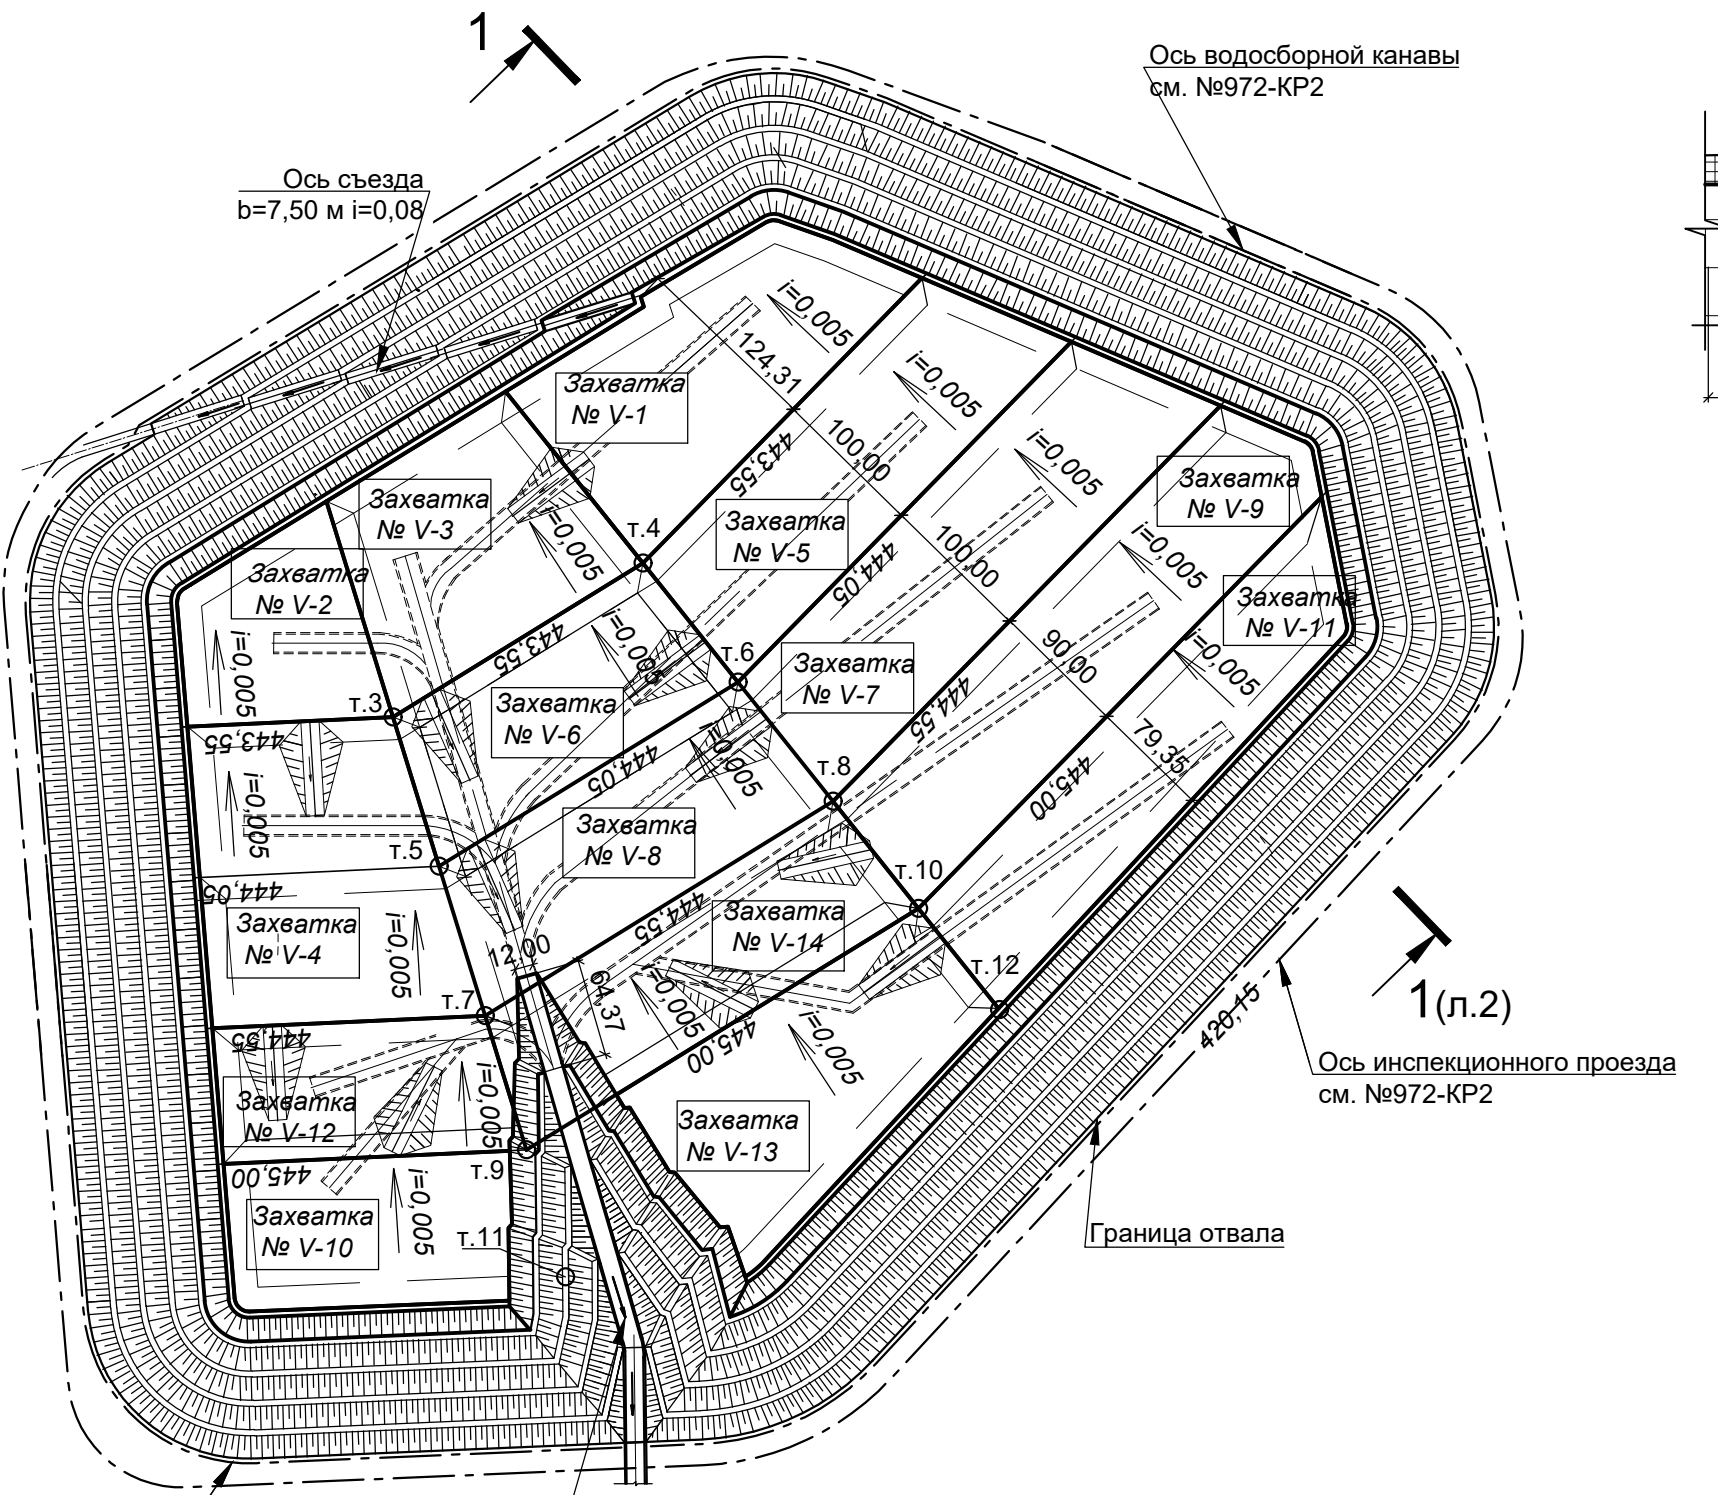 1
Ось водосборной канавы
см. №972-КР2
Ось съезда
b=7,50 м i=0,08
i=0,005
124,31
Захватка
№ V-1
i=0,005
100,00
443,55
i=0,005
Захватка
№ V-9
Захватка
№ V-3
Захватка
№ V-5
i=0,005
т.4
100,00
444,05
i=0,005
Захватка
№ V-2
Захватка
№ V-11
i=0,005
443,55
i=0,005
90,00
i=0,005
т.6
Захватка
№ V-7
т.3
443,55
Захватка
№ V-6
444,55
79,35
i=0,005
444,05
i=0,005
т.8
445,00
Захватка
№ V-8
т.5
444,05
т.10
Захватка
№ V-4
i=0,005
444,55
Захватка
№ V-14
12,00
т.12
64,37
i=0,005
т.7
444,55
445,00
i=0,005
420,15
1(л.2)
Ось инспекционного проезда
см. №972-КР2
i=0,005
Захватка
№ V-12
Захватка
№ V-13
т.9
445,00
i=0,005
Захватка
№ V-10
т.11
Граница отвала